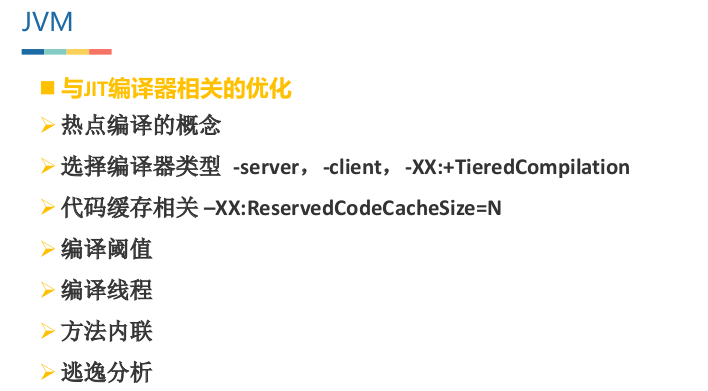 JVM
与JIT编译器相关的优化
热点编译的概念
选择编译器类型 -server，-client，-XX:+TieredCompilation
代码缓存相关 –XX:ReservedCodeCacheSize=N
编译阈值
编译线程
方法内联
逃逸分析